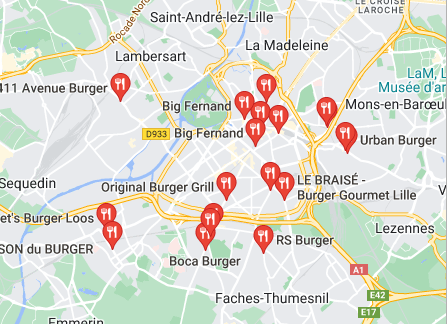 LE CROISE
LAROCHE
Saint-André-lez-Lille
Rocade Nord
La Madeleine
Lambersart
LaM, L
Musée d'ar
411 Avenue Burger
Big Fernand
Mons-en-Barœul
D933
Big Fernand
Urban Burger
Sequedin
Original Burger Grill
LE BRAISÉ -
Burger Gourmet Lille
et's Burger Loos
Lezennes
SON du BURGER
RS Burger
Boca Burger
A1
E42
Faches-Thumesnil
E17
Emmerin